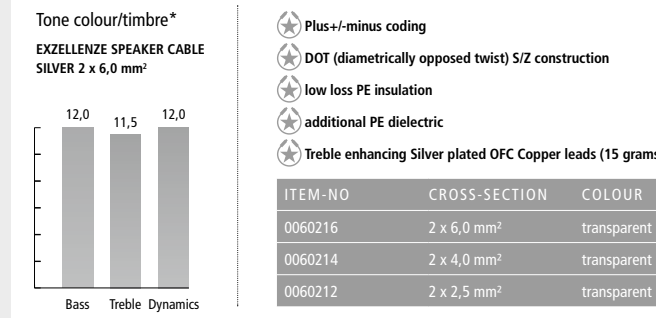 Tone colour/timbre*
EXZELLENZE SPEAKER CABLE
SILVER 2 x 6,0 mm²
12,0 11,5 12,0
Bass Treble Dynamics
Plus+/-minus coding
DOT (diametrically opposed twist) S/Z construction
low loss PE insulation
additional PE dielectric
Treble enhancing Silver plated OFC Copper leads (15 grams
ITEM-NO CROSS-SECTION COLOUR
0060216 2 x 6,0 mm² transparent
0060214 2 x 4,0 mm² transparent
0060212 2 x 2,5 mm² transparent